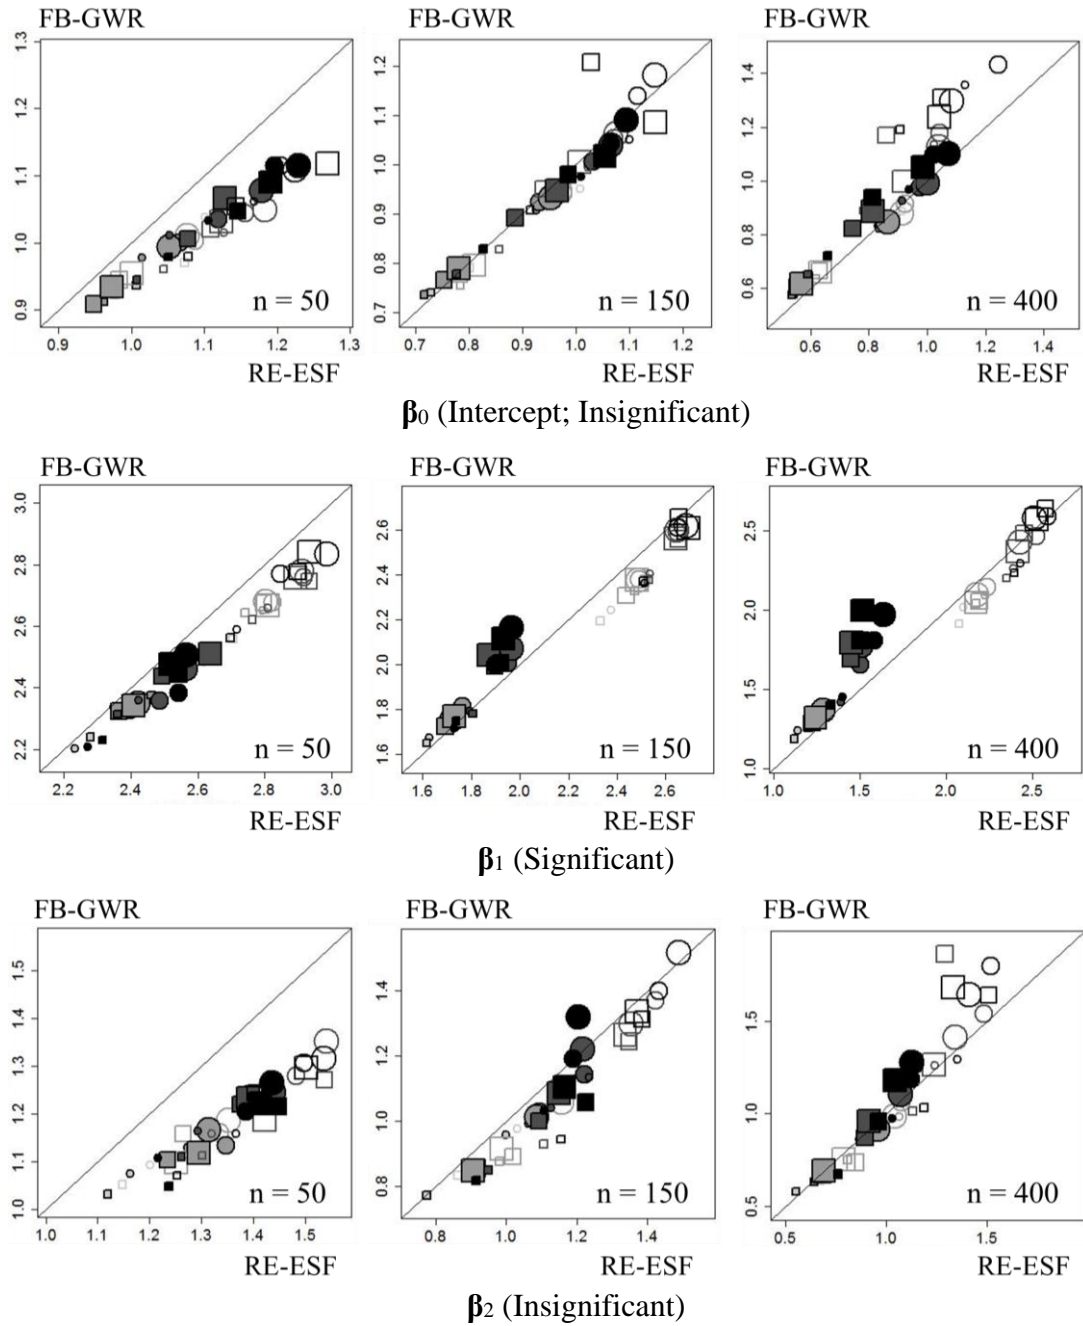 FB-GWR FB-GWR FB-GWR
1.3
1.2
1.1
1.0
0.9
n = 50
0.9 1.0 1.1 1.2 1.3
RE-ESF
1.2
1.1
1.0
0.9
0.8
0.7
n = 150
0.7 0.8 0.9 1.0 1.1 1.2
RE-ESF
1.4
1.2
1.0
0.8
0.6
n = 400
0.6 0.8 1.0 1.2 1.4
RE-ESF
β0 (Intercept; Insignificant)
FB-GWR FB-GWR FB-GWR
3.0
2.8
2.6
2.4
2.2
n = 50
2.2 2.4 2.6 2.8 3.0
RE-ESF
2.6
2.4
2.2
2.0
1.8
1.6
n = 150
1.6 1.8 2.0 2.2 2.4 2.6
RE-ESF
2.5
2.0
1.5
1.0
n = 400
1.0 1.5 2.0 2.5
RE-ESF
β1 (Significant)
FB-GWR FB-GWR FB-GWR
1.5
1.4
1.3
1.2
1.1
1.0
n = 50
1.0 1.1 1.2 1.3 1.4 1.5
RE-ESF
1.4
1.2
1.0
0.8
n = 150
0.8 1.0 1.2 1.4
RE-ESF
1.5
1.0
0.5
n = 400
0.5 1.0 1.5
RE-ESF
β2 (Insignificant)